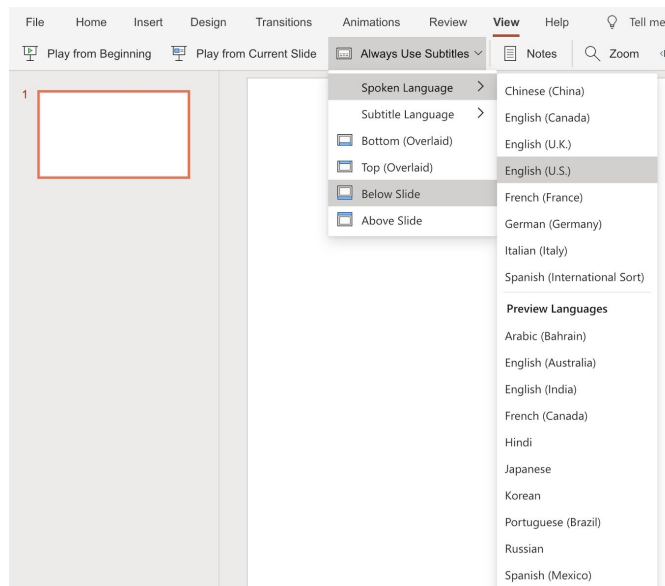 File Home Insert Design Transitions Animations Review View Help Tell me
Play from Beginning Play from Current Slide Always Use Subtitles Notes Zoom
1
Spoken Language
Subtitle Language
Bottom (Overlaid)
Top (Overlaid)
Below Slide
Above Slide
Chinese (China)
English (Canada)
English (U.K.)
English (U.S.)
French (France)
German (Germany)
Italian (Italy)
Spanish (International Sort)
Preview Languages
Arabic (Bahrain)
English (Australia)
English (India)
French (Canada)
Hindi
Japanese
Korean
Portuguese (Brazil)
Russian
Spanish (Mexico)